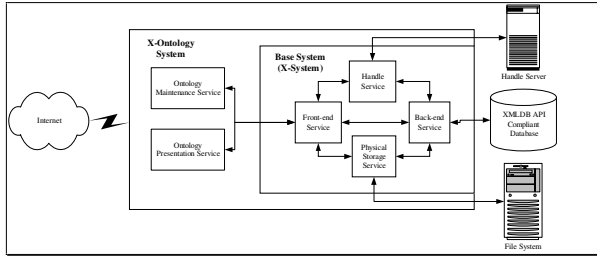 X-Ontology
System
Base System
(X-System)
Handle
Service
Handle Server
Ontology
Maintenance Service
Internet
Front-end
Service
Back-end
Service
XMLDB API
Compliant
Database
Ontology
Presentation Service
Physical
Storage
Service
File System